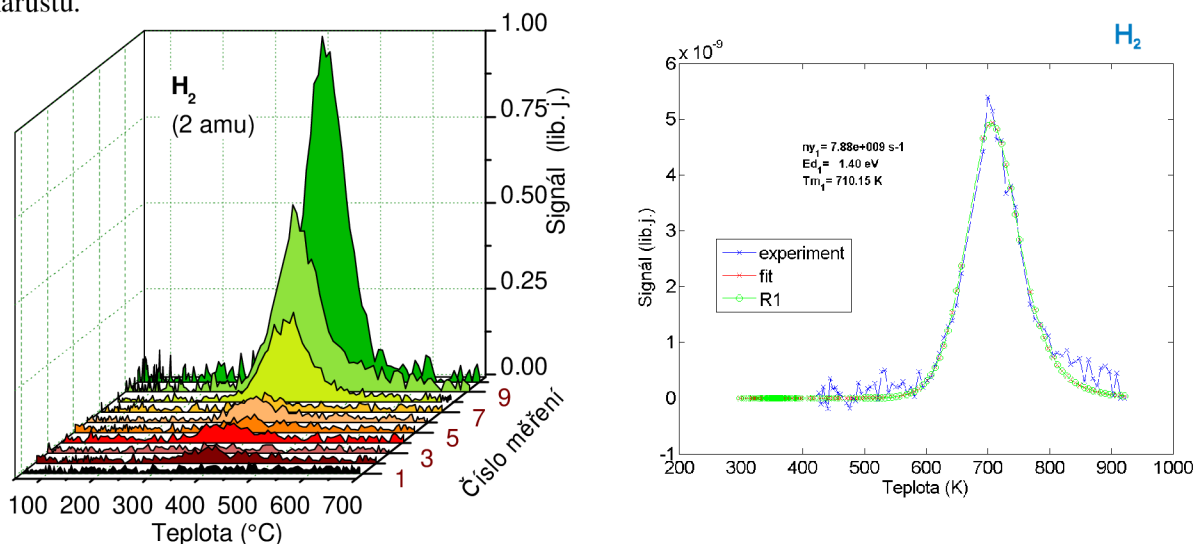 narůstu.
H2
(2 amu)
1.00
0.75
0.50
0.25
0.00
Signál (lib. j.)
9
7
5
3
1
Číslo měření
100 200 300 400 500 600 700
Teplota (°C)
H2
6 x 10-9
5
4
3
2
1
0
-1
Signál (lib.j.)
ny1= 7.88e+009 s-1
Ed1= 1.40 eV
Tm1= 710.15 K
experiment
fit
R1
200 300 400 500 600 700 800 900 1000
Teplota (K)